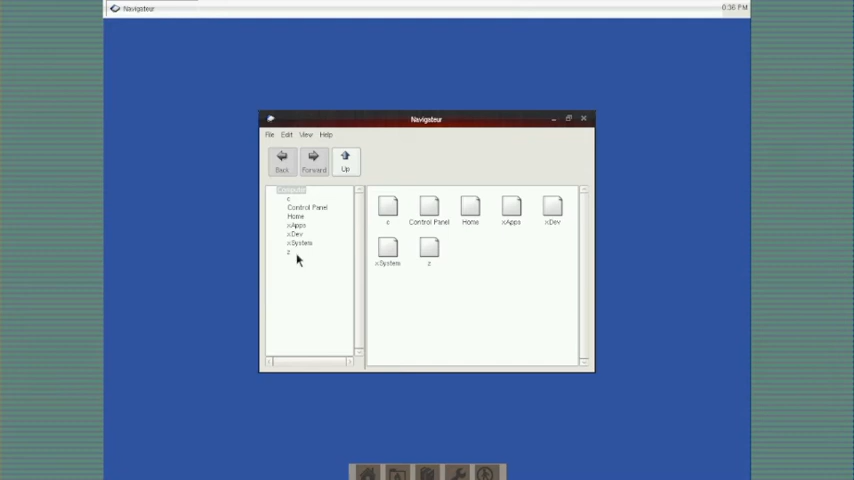 Navigateur
0:36 PM
Navigateur
File Edit View Help
Back Forward Up
Computer
c
Control Panel
Home
xApps
xDev
xSystem
z
c Control Panel Home xApps xDev
xSystem z